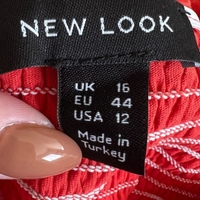 NEW LOOK
UK 16
EU 44
USA 12
Made in
Turkey